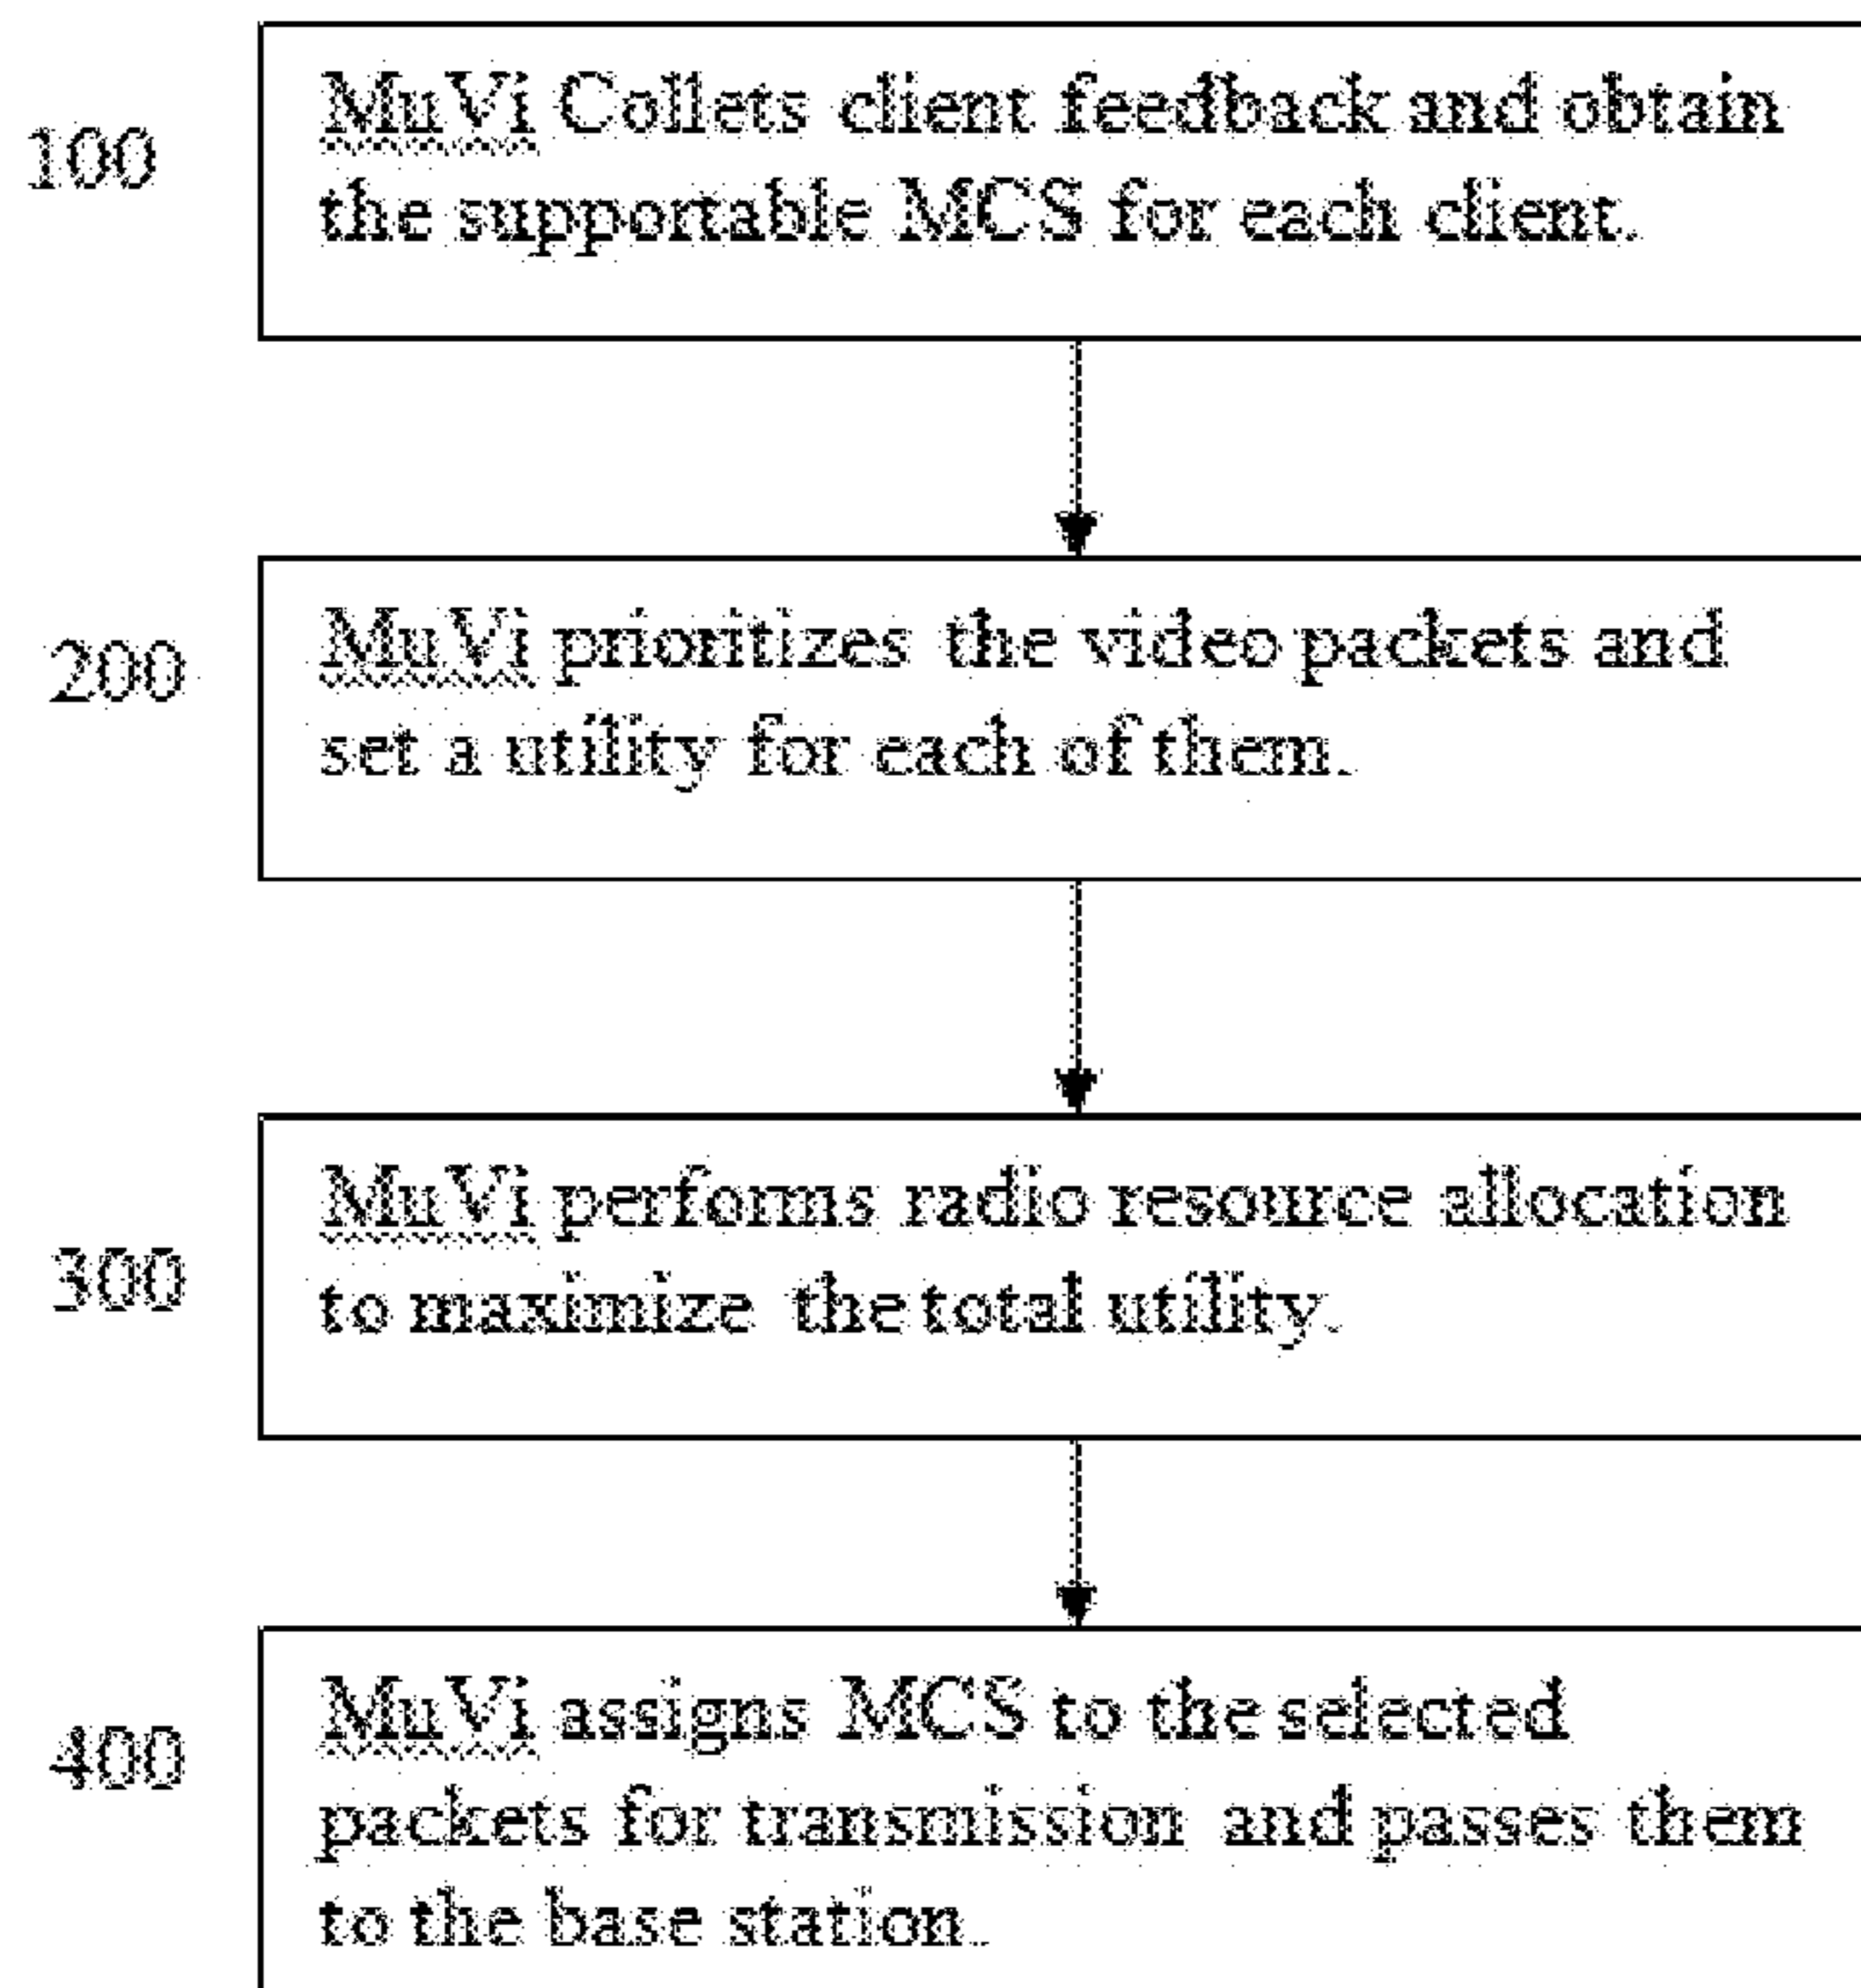 100
MuVi Collets client feedback and obtain
the supportable MCS for each client.
200
MuVi prioritizes the video packets and
set a utility for each of them.
300
MuVi performs radio resource allocation
to maximize the total utility.
400
MuVi assigns MCS to the selected
packets for transmission and passes them
to the base station.